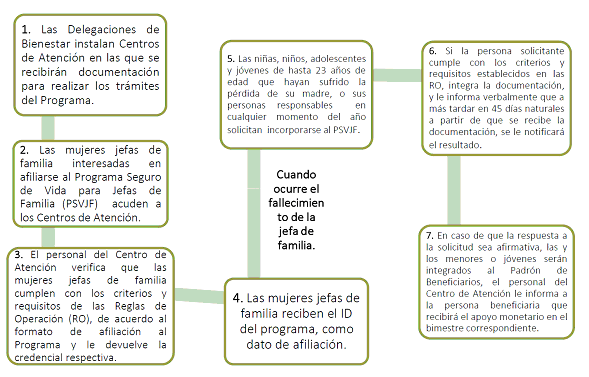 1. Las Delegaciones de
Bienestar instalan Centros
de Atención en las que se
recibirán documentación
para realizar los trámites
del Programa.
2. Las mujeres jefas de
familia interesadas en
afiliarse al Programa Seguro
de Vida para Jefas de
Familia (PSVJF) acuden a
los Centros de Atención.
3. El personal del Centro de
Atención verifica que las
mujeres jefas de familia
cumplen con los criterios y
requisitos de las Reglas de
Operación (RO), de acuerdo al
formato de afiliación al
Programa y le devuelve la
credencial respectiva.
4. Las mujeres jefas de
familia reciben el ID
del programa, como
dato de afiliación.
Cuando
ocurre el
fallecimien
to de la
jefa de
familia.
5. Las niñas, niños, adolescentes
y jóvenes de hasta 23 años de
edad que hayan sufrido la
pérdida de su madre, o sus
personas responsables en
cualquier momento del año
solicitan incorporarse al PSVJF.
6. Si la persona solicitante
cumple con los criterios y
requisitos establecidos en las
RO, integra la documentación,
y le informa verbalmente que a
más tardar en 45 días naturales
a partir de que se recibe la
documentación, se le notificará
el resultado.
7. En caso de que la respuesta a
la solicitud sea afirmativa, las y
los menores o jóvenes serán
integrados al Padrón de
Beneficiarios, el personal del
Centro de Atención le informa a
la persona beneficiaria que
recibirá el apoyo monetario en el
bimestre correspondiente.